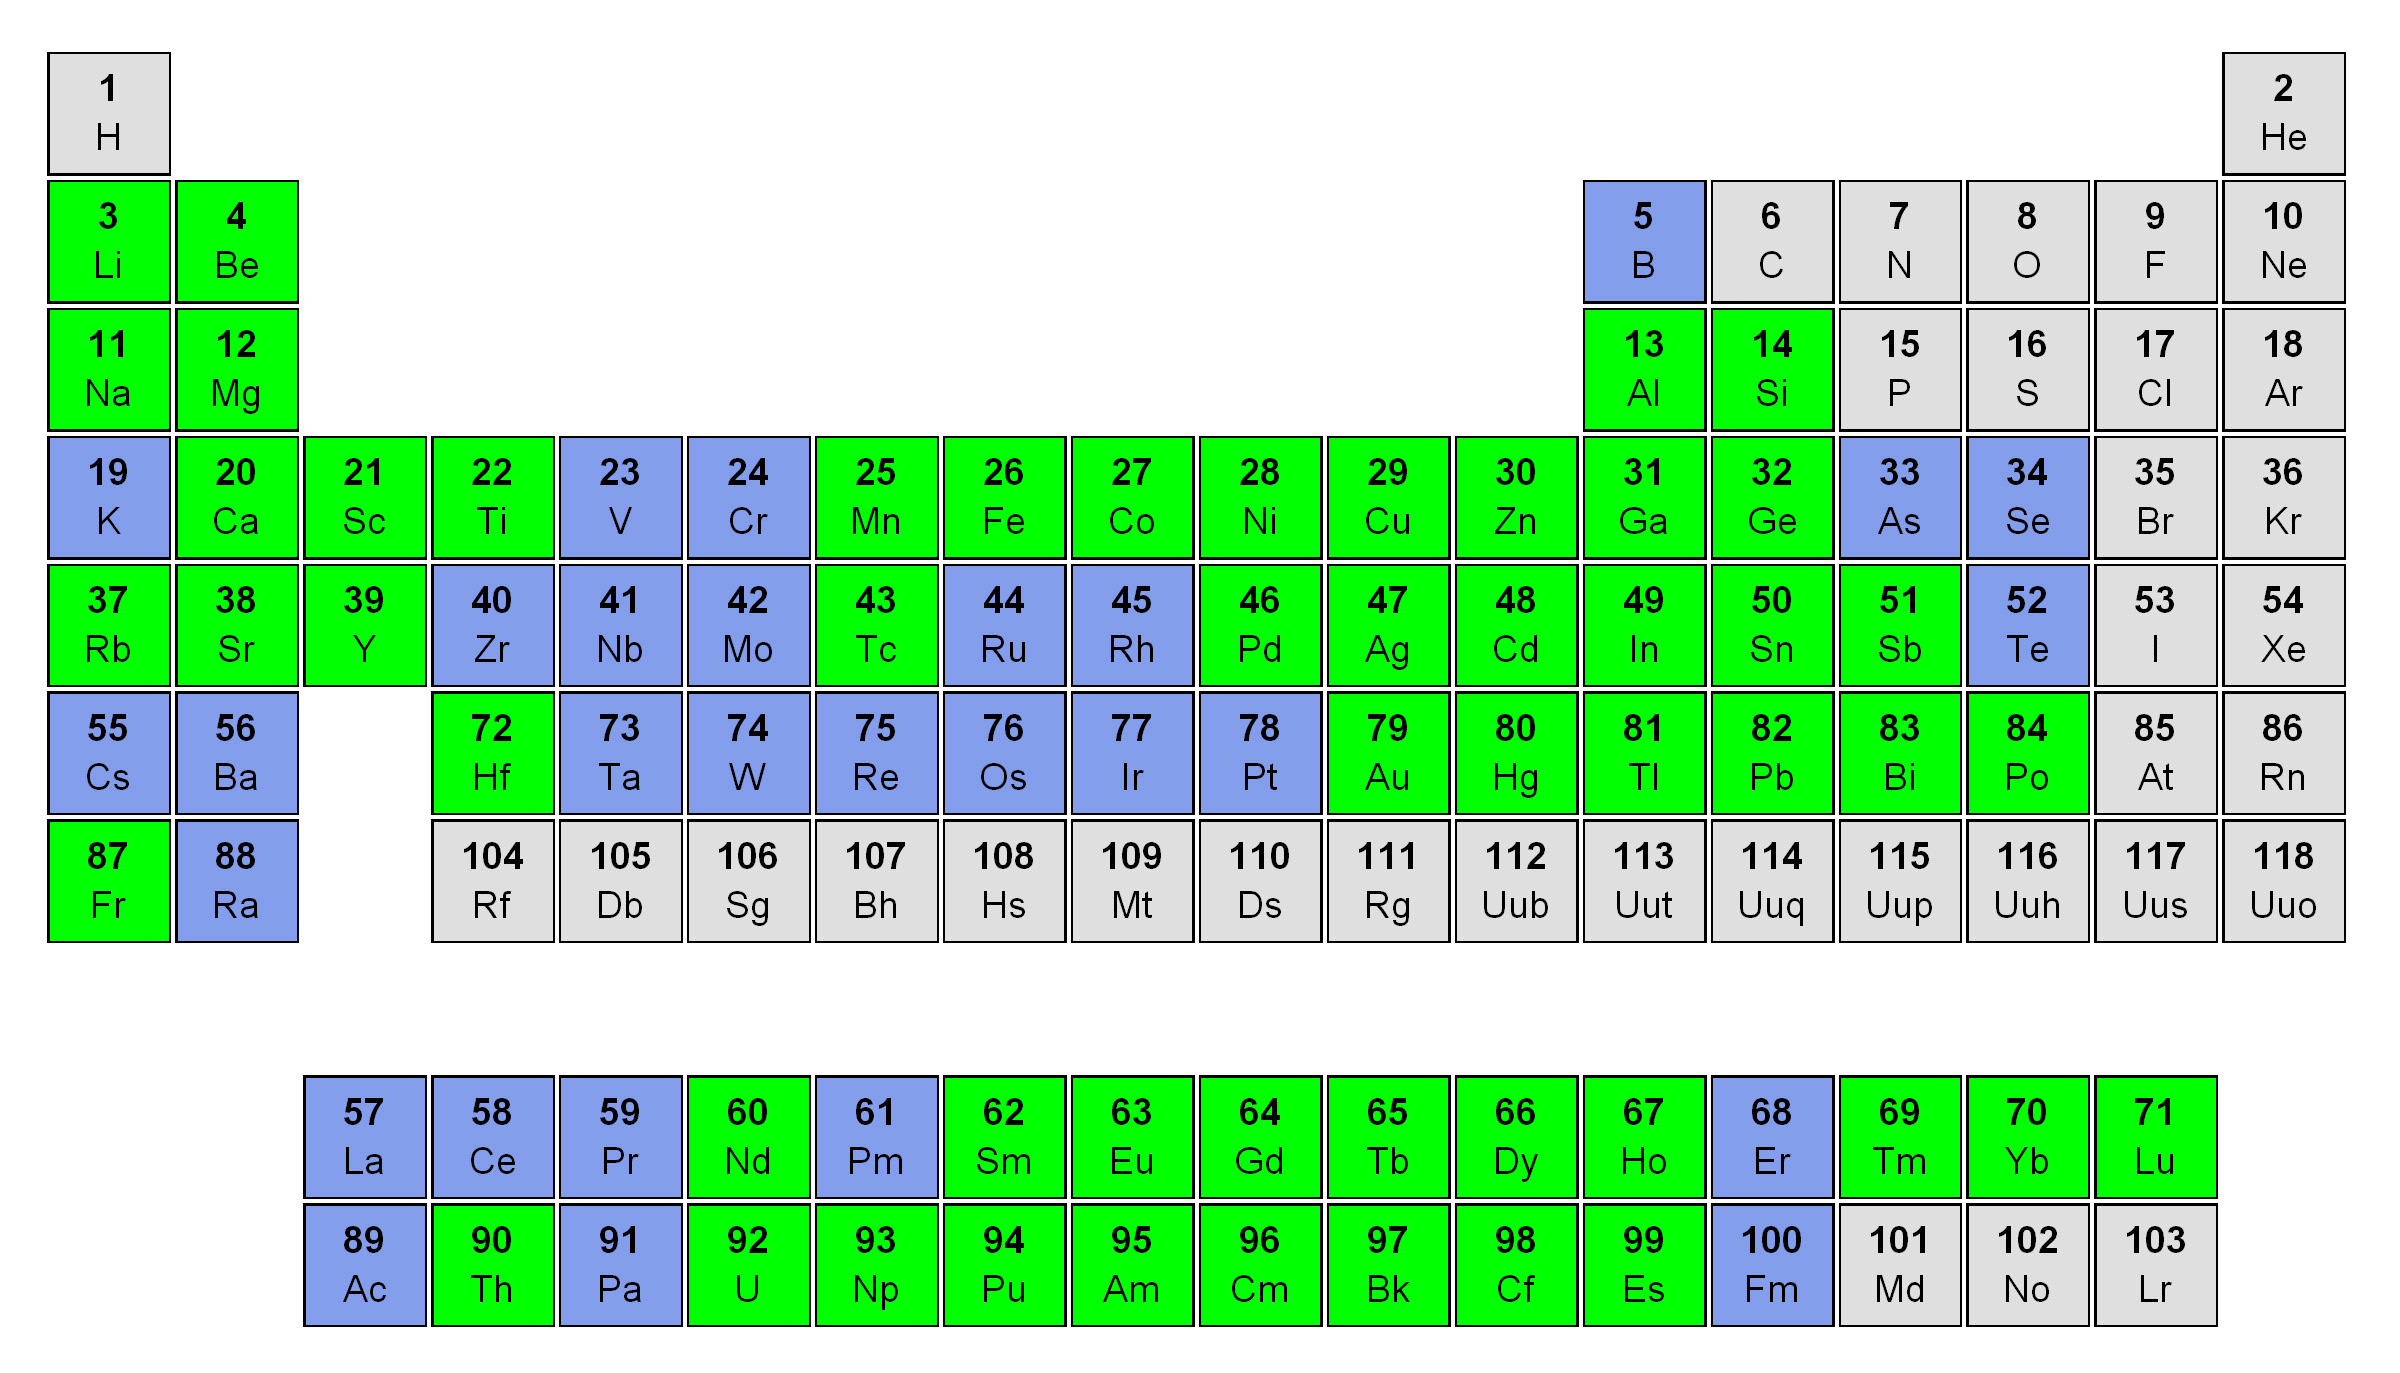 1 2
H He
3 4 5 6 7 8 9 10
Li Be B C N O F Ne
11 12 13 14 15 16 17 18
Na Mg Al Si P S Cl Ar
19 20 21 22 23 24 25 26 27 28 29 30 31 32 33 34 35 36
K Ca Sc Ti V Cr Mn Fe Co Ni Cu Zn Ga Ge As Se Br Kr
37 38 39 40 41 42 43 44 45 46 47 48 49 50 51 52 53 54
Rb Sr Y Zr Nb Mo Tc Ru Rh Pd Ag Cd In Sn Sb Te I Xe
55 56 72 73 74 75 76 77 78 79 80 81 82 83 84 85 86
Cs Ba Hf Ta W Re Os Ir Pt Au Hg Tl Pb Bi Po At Rn
87 88 104 105 106 107 108 109 110 111 112 113 114 115 116 117 118
Fr Ra Rf Db Sg Bh Hs Mt Ds Rg Uub Uut Uuq Uup Uuh Uus Uuo
57 58 59 60 61 62 63 64 65 66 67 68 69 70 71
La Ce Pr Nd Pm Sm Eu Gd Tb Dy Ho Er Tm Yb Lu
89 90 91 92 93 94 95 96 97 98 99 100 101 102 103
Ac Th Pa U Np Pu Am Cm Bk Cf Es Fm Md No Lr